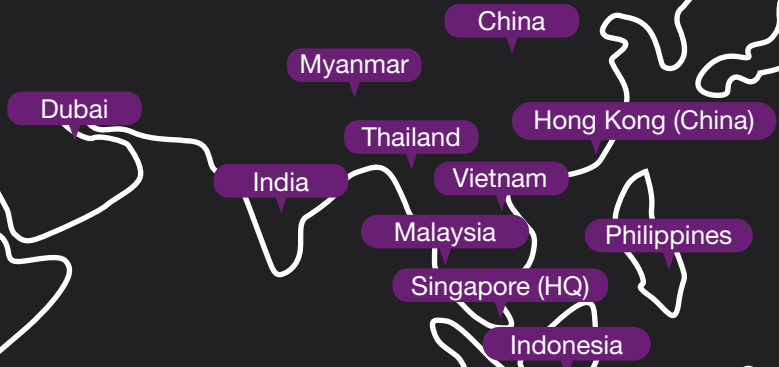 China
Myanmar
Dubai
Hong Kong (China)
Thailand
India
Vietnam
Malaysia
Philippines
Singapore (HQ)
Indonesia